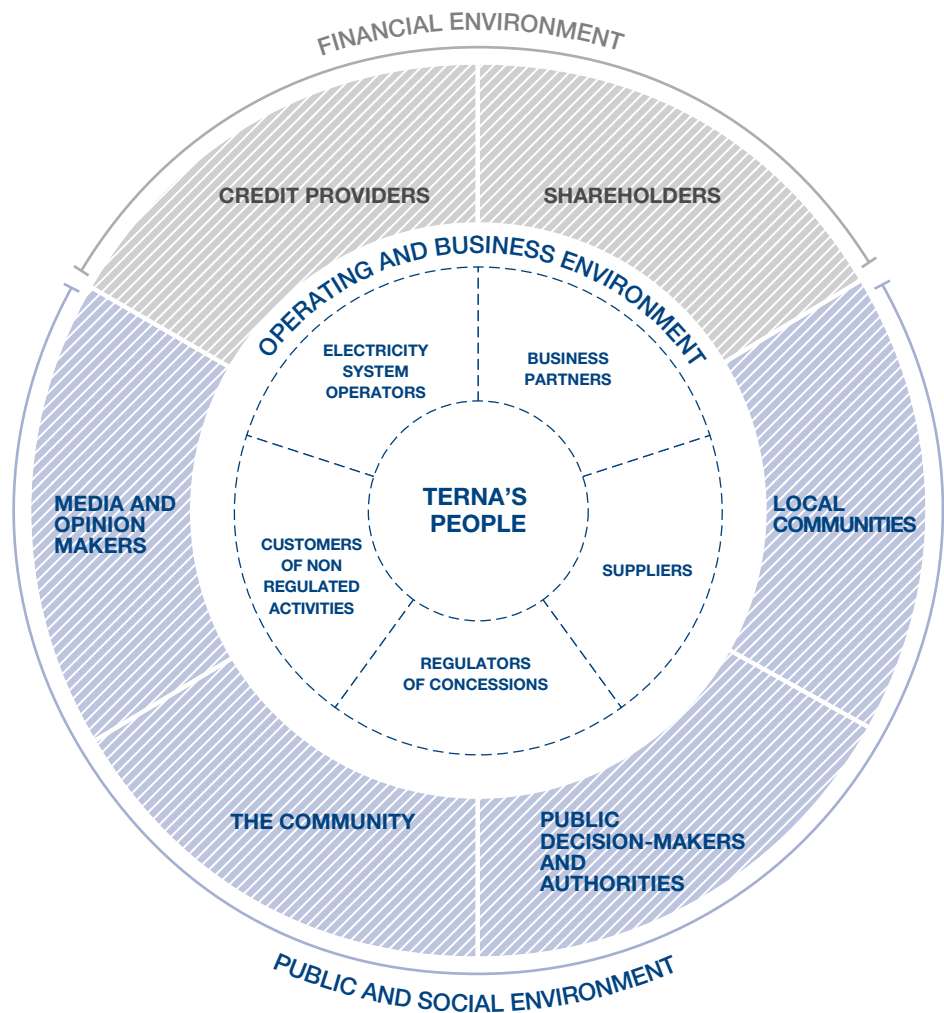 FINANCIAL ENVIRONMENT
CREDIT PROVIDERS
SHAREHOLDERS
OPERATING AND BUSINESS ENVIRONMENT
ELECTRICITY
SYSTEM
OPERATORS
BUSINESS
PARTNERS
MEDIA AND
OPINION
MAKERS
TERNA'S
PEOPLE
LOCAL
COMMUNITIES
CUSTOMERS
OF NON
REGULATED
ACTIVITIES
SUPPLIERS
REGULATORS
OF CONCESSIONS
THE COMMUNITY
PUBLIC
DECISION-MAKERS
AND
AUTHORITIES
PUBLIC AND SOCIAL ENVIRONMENT